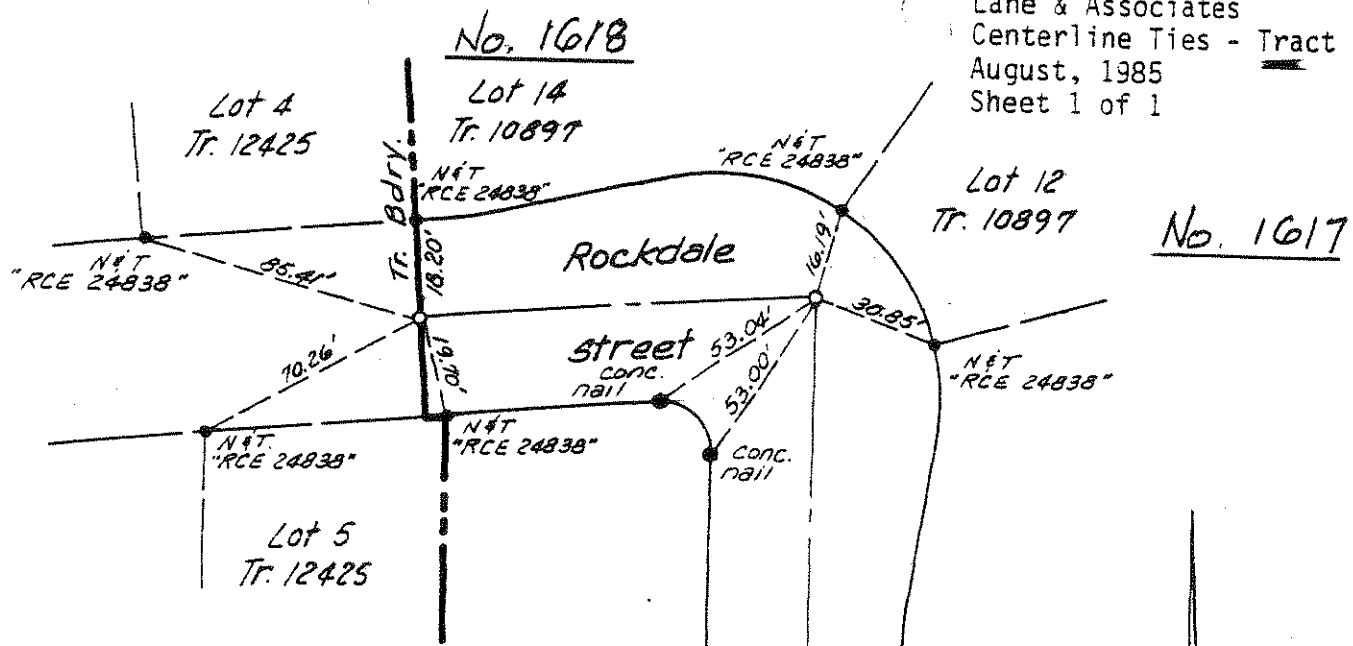 Lane & Associates
Centerline Ties - Tract
August, 1985
Sheet 1 of 1
No. 1618
Lot 4
Tr. 12425
Lot 14
Tr. 10897
Tr. Bdry.
N&T
"RCE 24838"
N&T
"RCE 24838"
Lot 12
Tr. 10897
No. 1617
N&T
"RCE 24838"
85.41'
18.20'
Rockdale
16.19'
30.85'
70.26'
19.70'
street
53.04'
conc.
nail
53.00'
N&T
"RCE 24838"
N&T.
"RCE 24838"
N&T
"RCE 24838"
conc.
nail
Lot 5
Tr. 12425